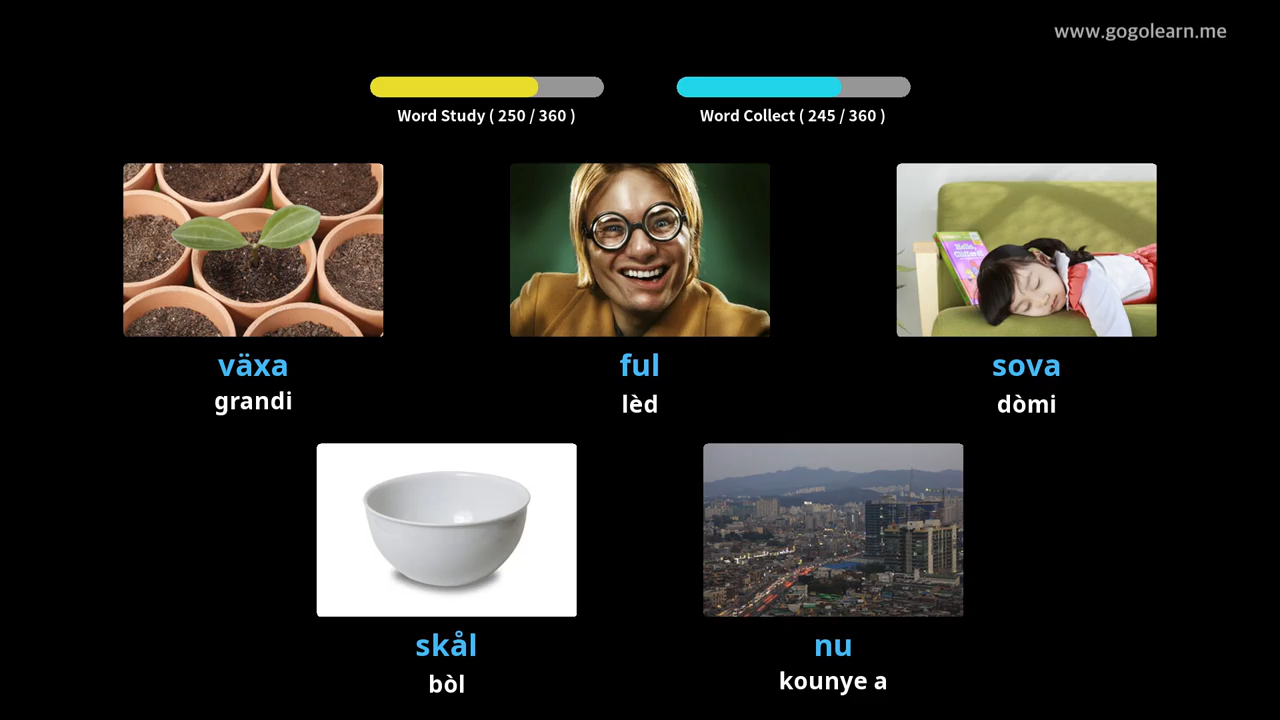 www.gogolearn.me
Word Study ( 250 / 360 )
Word Collect ( 245 / 360 )
växa
grandi
ful
lèd
sova
dòmi
skål
bòl
nu
kounye a